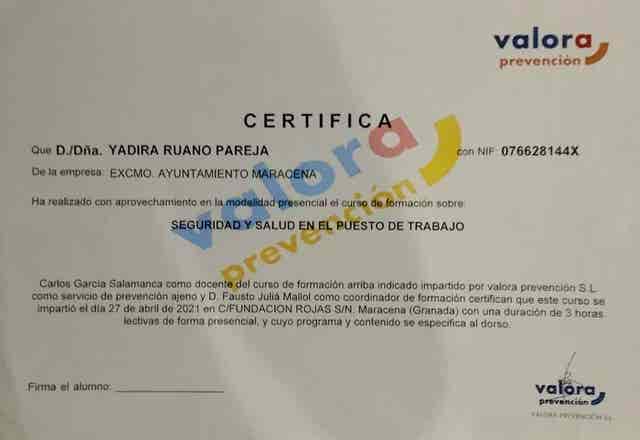 valora
prevención
CERTIFICA
Que D./Dña. YADIRA RUANO PAREJA con NIF: 076628144X
De la empresa: EXCMO. AYUNTAMIENTO MARACENA
Ha realizado con aprovechamiento en la modalidad presencial el curso de formación sobre:
SEGURIDAD Y SALUD EN EL PUESTO DE TRABAJO
valora
prevención
Carlos García Salamanca como docente del curso de formación arriba indicado impartido por valora prevención S.L.
como servicio de prevención ajeno y D. Fausto Juliá Mallol como coordinador de formación certifican que este curso se
impartió el día 27 de abril de 2021 en C/FUNDACION ROJAS S/N. Maracena (Granada) con una duración de 3 horas
lectivas de forma presencial, y cuyo programa y contenido se especifica al dorso.
Firma el alumno:
valora
prevención
VALORA PREVENCIÓN S.L.